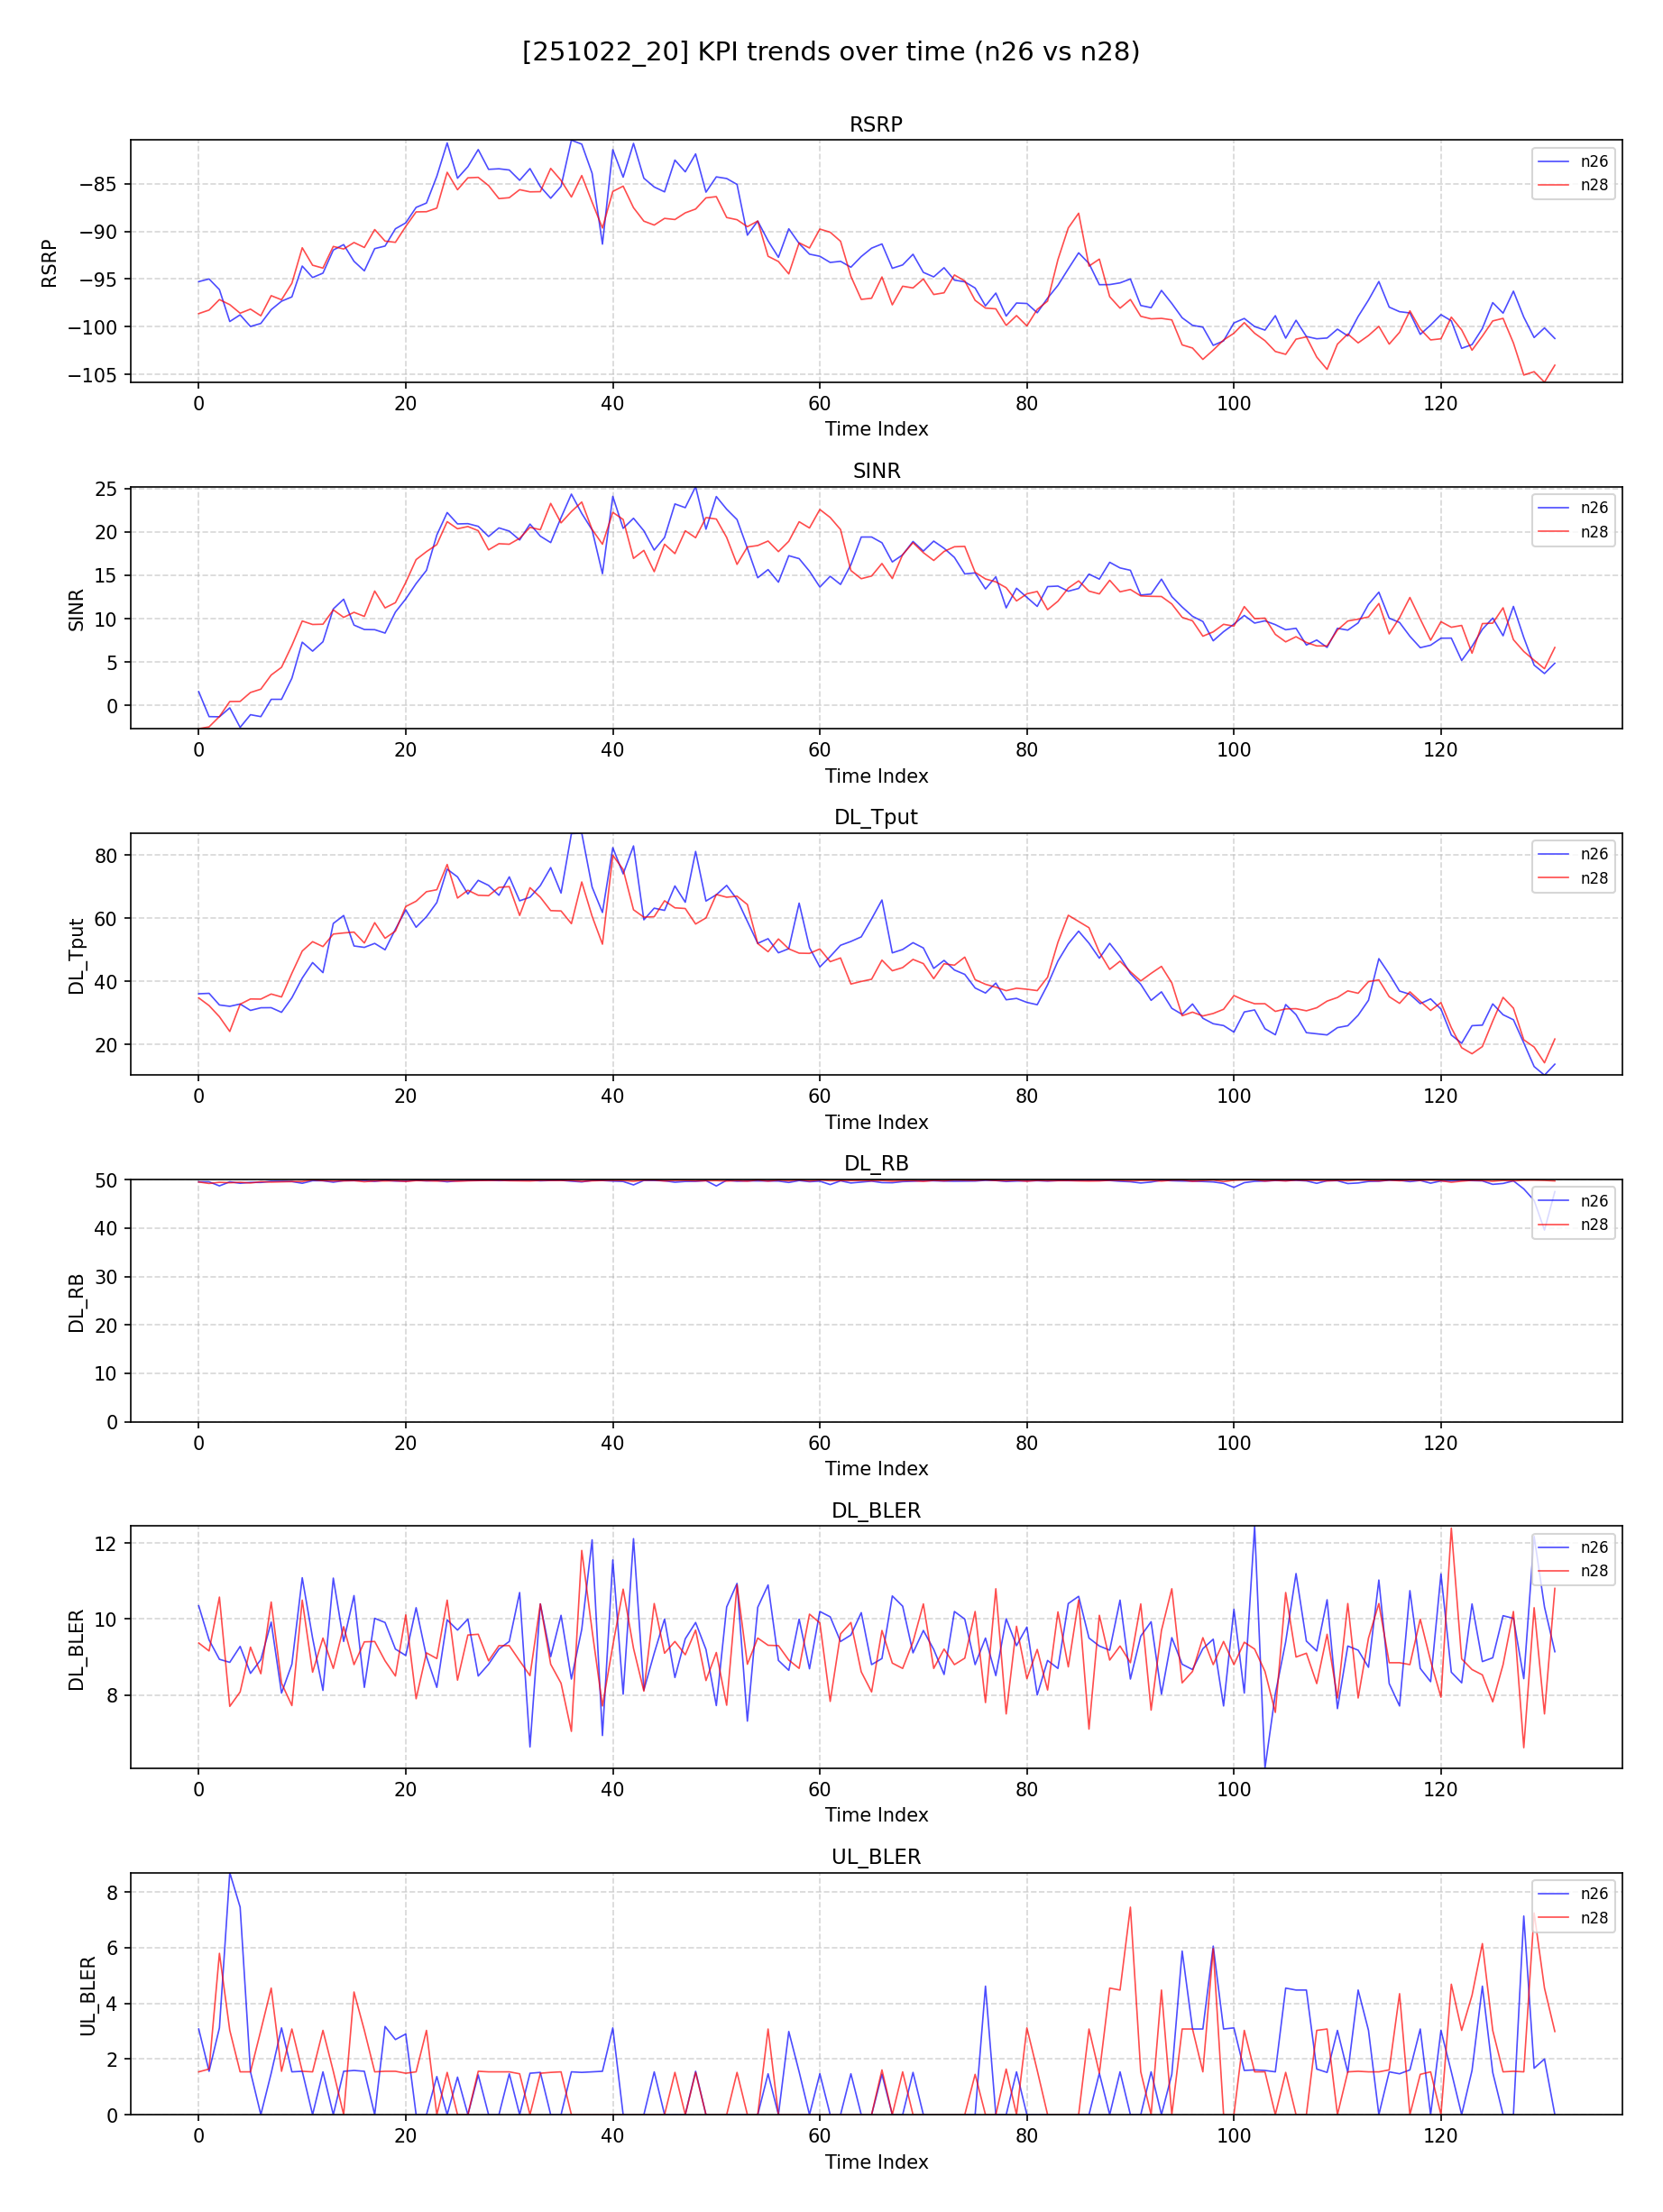 [251022_20] KPI trends over time (n26 vs n28)
RSRP
n26
n28
RSRP
−85
−90
−95
−100
−105
0 20 40 60 80 100 120
Time Index
SINR
n26
n28
SINR
25
20
15
10
5
0
0 20 40 60 80 100 120
Time Index
DL_Tput
n26
n28
DL_Tput
80
60
40
20
0 20 40 60 80 100 120
Time Index
DL_RB
n26
n28
DL_RB
50
40
30
20
10
0
0 20 40 60 80 100 120
Time Index
DL_BLER
n26
n28
DL_BLER
12
10
8
0 20 40 60 80 100 120
Time Index
UL_BLER
n26
n28
UL_BLER
8
6
4
2
0
0 20 40 60 80 100 120
Time Index